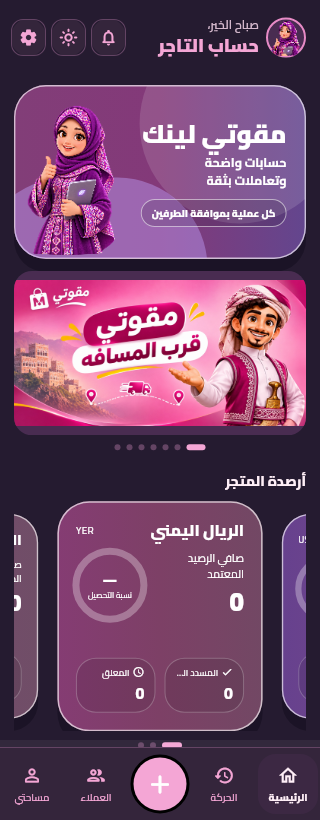 صباح الخير،
حساب التاجر
مقوتي لينك
حسابات واضحة
وتعاملات بثقة
كل عملية بموافقة الطرفين
مقوتي
مقوتي
قرب المسافه
أرصدة المتجر
الريال اليمني
YER
صافي الرصيد
المعتمد
0
—
نسبة التحصيل
المسدد الـ...
0
المعلق
0
الرئيسية
الحركة
العملاء
مساحتي